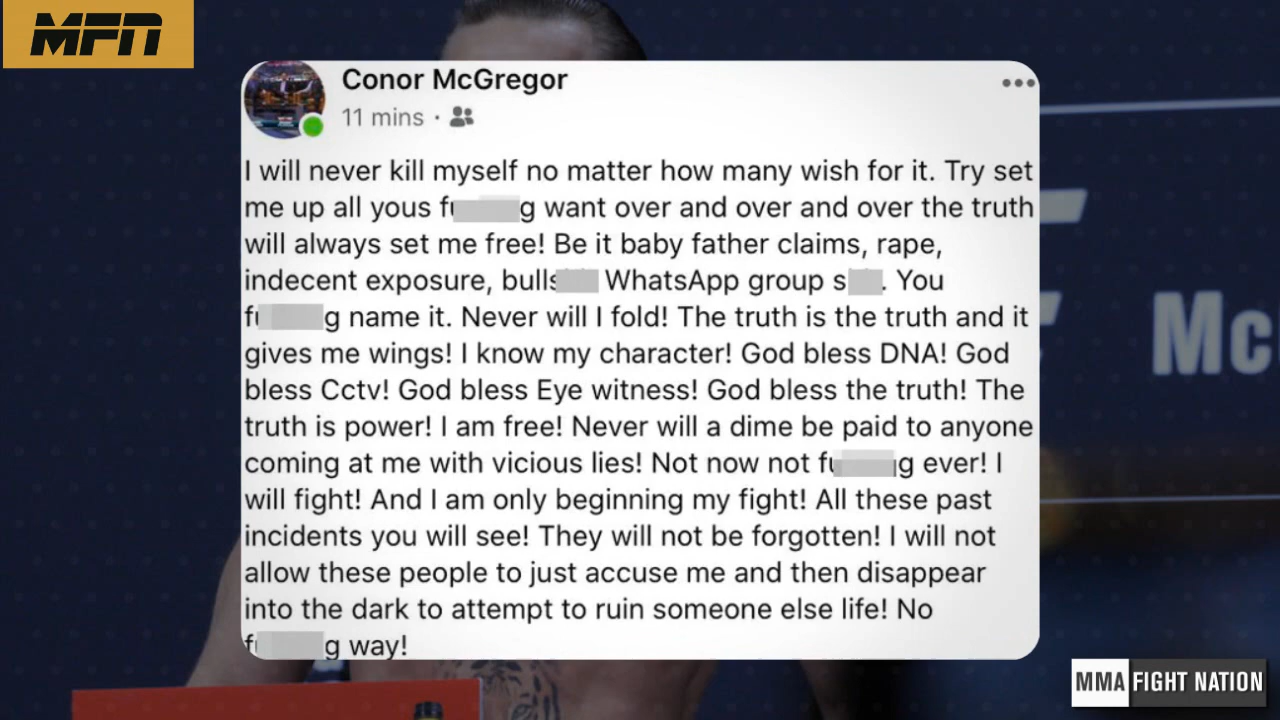 MFN
Conor McGregor
11 mins ·
I will never kill myself no matter how many wish for it. Try set
me up all yous fu g want over and over and over the truth
will always set me free! Be it baby father claims, rape,
indecent exposure, bulls WhatsApp group s . You
fu g name it. Never will I fold! The truth is the truth and it
gives me wings! I know my character! God bless DNA! God
bless Cctv! God bless Eye witness! God bless the truth! The
truth is power! I am free! Never will a dime be paid to anyone
coming at me with vicious lies! Not now not fu g ever! I
will fight! And I am only beginning my fight! All these past
incidents you will see! They will not be forgotten! I will not
allow these people to just accuse me and then disappear
into the dark to attempt to ruin someone else life! No
f g way!
Mc
MMA FIGHT NATION